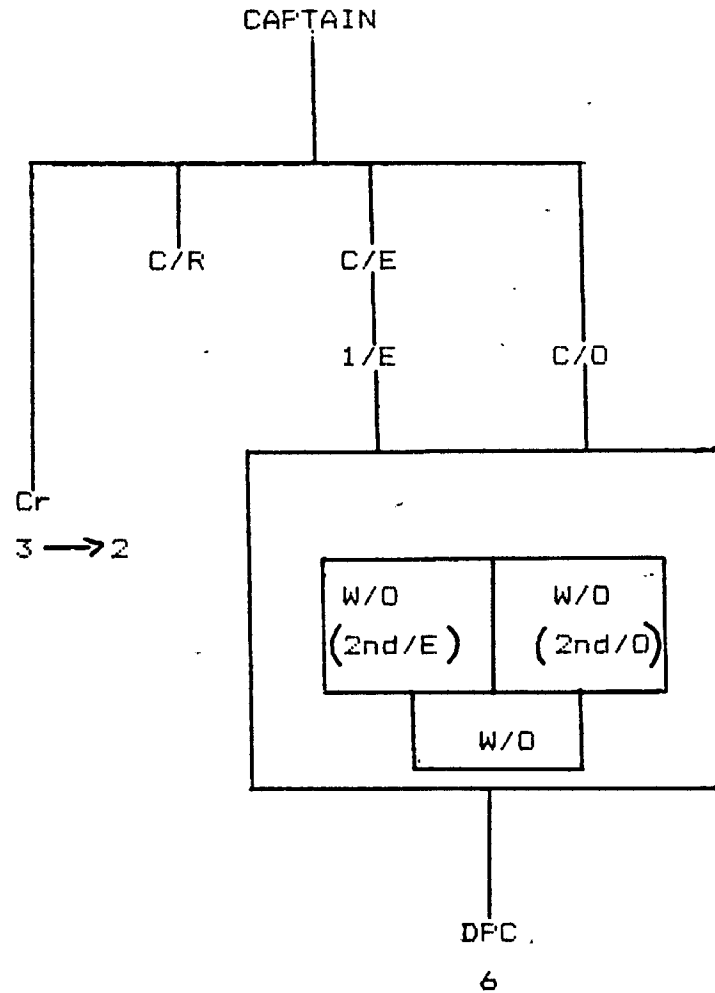 CAPTAIN
C/R
C/E
1/E
C/O
Cr
3 → 2
W/O
(2nd/E)
W/O
(2nd/O)
W/O
DPC
6